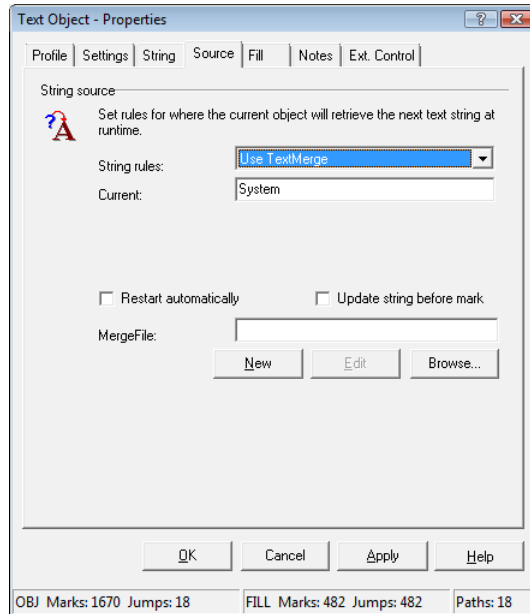 Text Object - Properties
Profile Settings String Source Fill Notes Ext. Control
String source
Set rules for where the current object will retrieve the next text string at
runtime.
String rules: Use TextMerge
Current: System
Restart automatically Update string before mark
MergeFile:
New Edit Browse...
OK Cancel Apply Help
OBJ Marks: 1670 Jumps: 18 FILL Marks: 482 Jumps: 482 Paths: 18